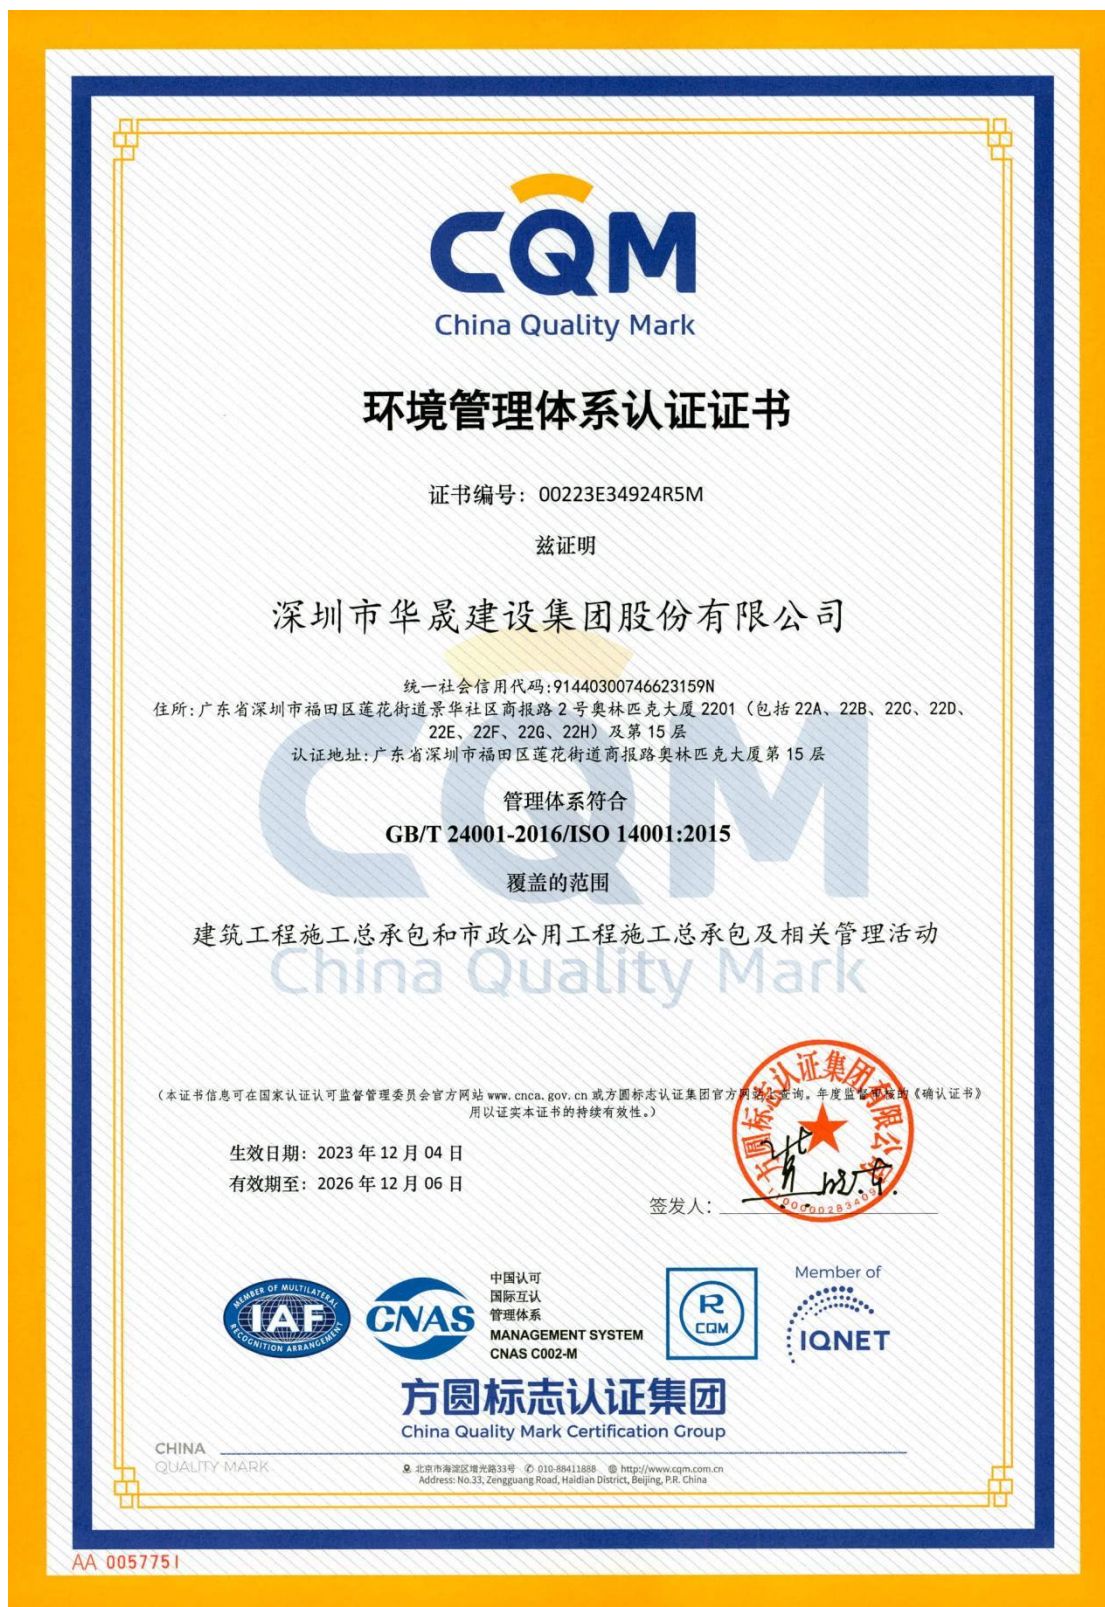 CQM
China Quality Mark
环境管理体系认证证书
证书编号：00223E34924R5M
兹证明
深圳市华晟建设集团股份有限公司
统一社会信用代码:91440300746623159N
住所:广东省深圳市福田区莲花街道景华社区商报路 2 号奥林匹克大厦 2201（包括 22A、22B、22C、22D、
22E、22F、22G、22H）及第 15 层
认证地址:广东省深圳市福田区莲花街道商报路奥林匹克大厦第 15 层
管理体系符合
GB/T 24001-2016/ISO 14001:2015
覆盖的范围
建筑工程施工总承包和市政公用工程施工总承包及相关管理活动
CQM
China Quality Mark
（本证书信息可在国家认证认可监督管理委员会官方网站 www.cnca.gov.cn 或方圆标志认证集团官方网站上查询。年度监督审核的《确认证书》
用以证实本证书的持续有效性。）
方圆标志认证集团有限公司
生效日期：2023 年 12 月 04 日
有效期至：2026 年 12 月 06 日
签发人：
MEMBER OF MULTILATERAL
IAF
RECOGNITION ARRANGEMENT
CNAS
中国认可
国际互认
管理体系
MANAGEMENT SYSTEM
CNAS C002-M
R
CQM
Member of
IQNET
方圆标志认证集团
China Quality Mark Certification Group
CHINA
QUALITY MARK
北京市海淀区增光路33号 010-88411888 http://www.cqm.com.cn
Address: No.33, Zengguang Road, Haidian District, Beijing, P.R. China
AA 0057751